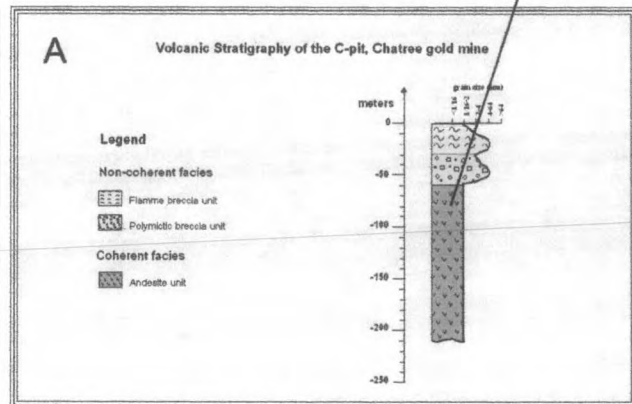 A
Volcanic Stratigraphy of the C-pit, Chatree gold mine
meters
0
-50
-100
-150
-200
-250
Legend
Non-coherent facies
Fiamme breccia unit
Polymictic breccia unit
Coherent facies
Andesite unit